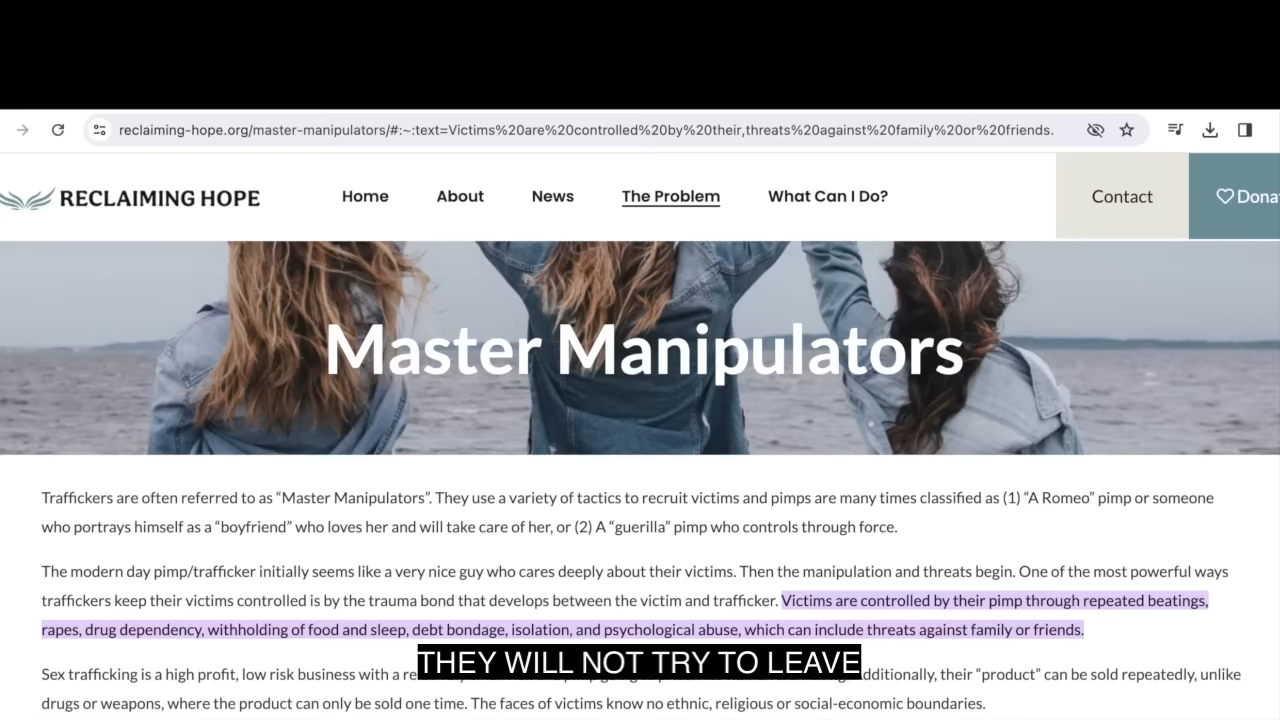 reclaiming-hope.org/master-manipulators/#:~:text=Victims%20are%20controlled%20by%20their,threats%20against%20family%20or%20friends.
RECLAIMING HOPE Home About News The Problem What Can I Do? Contact Dona
Master Manipulators
Traffickers are often referred to as “Master Manipulators”. They use a variety of tactics to recruit victims and pimps are many times classified as (1) “A Romeo” pimp or someone
who portrays himself as a “boyfriend” who loves her and will take care of her, or (2) A “guerilla” pimp who controls through force.
The modern day pimp/trafficker initially seems like a very nice guy who cares deeply about their victims. Then the manipulation and threats begin. One of the most powerful ways
traffickers keep their victims controlled is by the trauma bond that develops between the victim and trafficker. Victims are controlled by their pimp through repeated beatings,
rapes, drug dependency, withholding of food and sleep, debt bondage, isolation, and psychological abuse, which can include threats against family or friends.
THEY WILL NOT TRY TO LEAVE
Sex trafficking is a high profit, low risk business with a their “product” can be sold repeatedly, unlike
drugs or weapons, where the product can only be sold one time. The faces of victims know no ethnic, religious or social-economic boundaries.